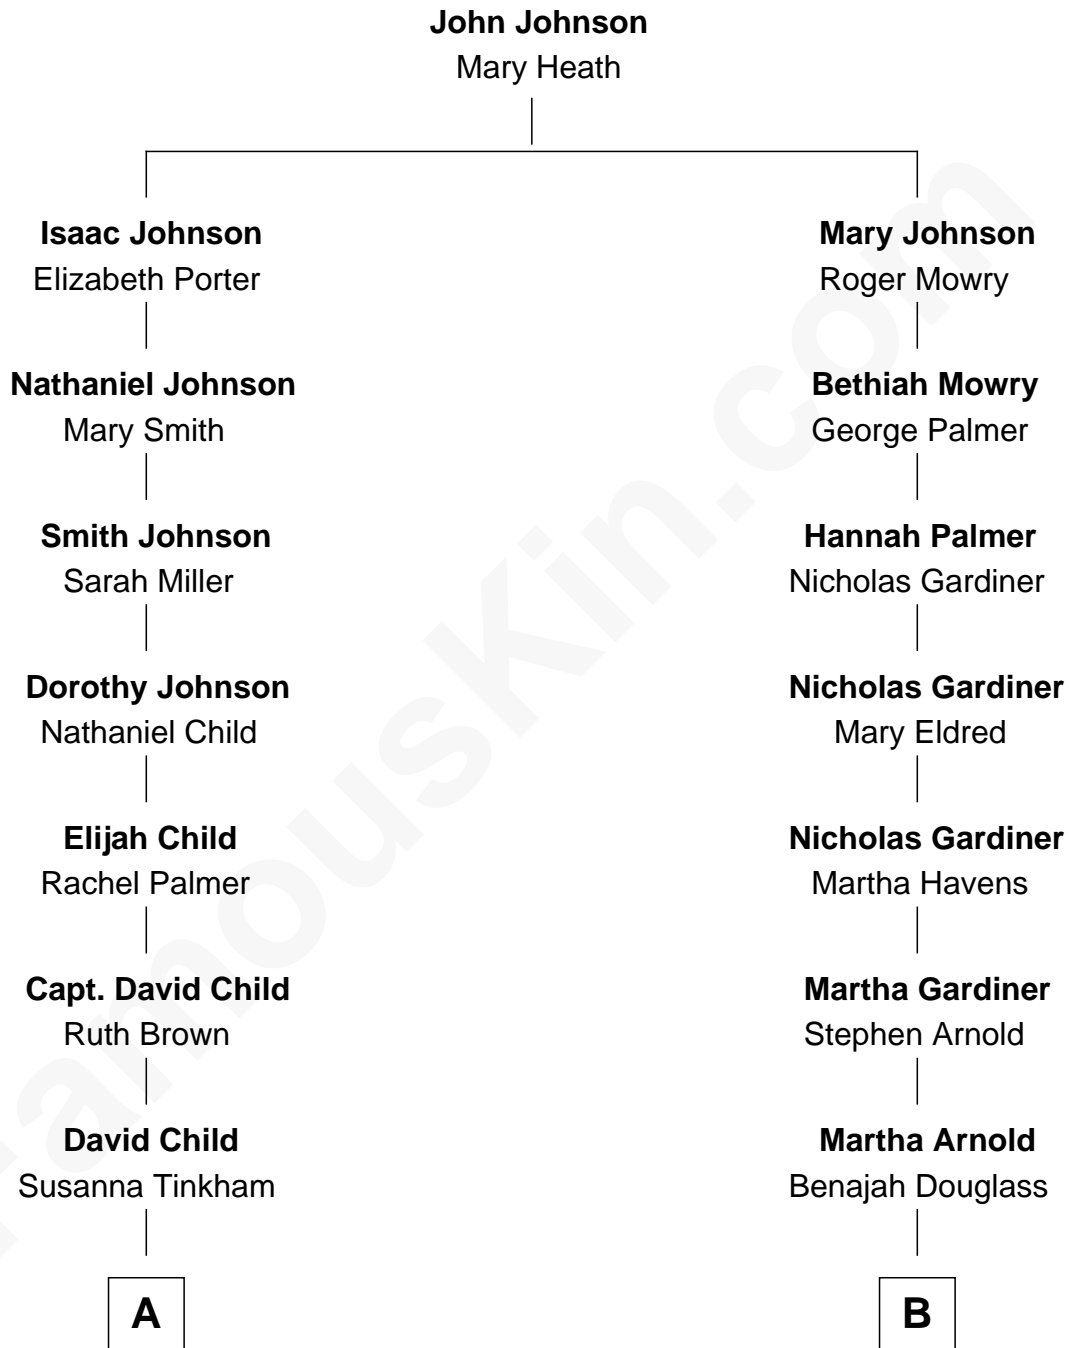 John Johnson
Mary Heath
Isaac Johnson
Elizabeth Porter
Mary Johnson
Roger Mowry
Nathaniel Johnson
Mary Smith
Bethiah Mowry
George Palmer
Smith Johnson
Sarah Miller
Hannah Palmer
Nicholas Gardiner
Dorothy Johnson
Nathaniel Child
Nicholas Gardiner
Mary Eldred
Elijah Child
Rachel Palmer
Nicholas Gardiner
Martha Havens
Capt. David Child
Ruth Brown
Martha Gardiner
Stephen Arnold
David Child
Susanna Tinkham
Martha Arnold
Benajah Douglass
A
B
FamousKin.com